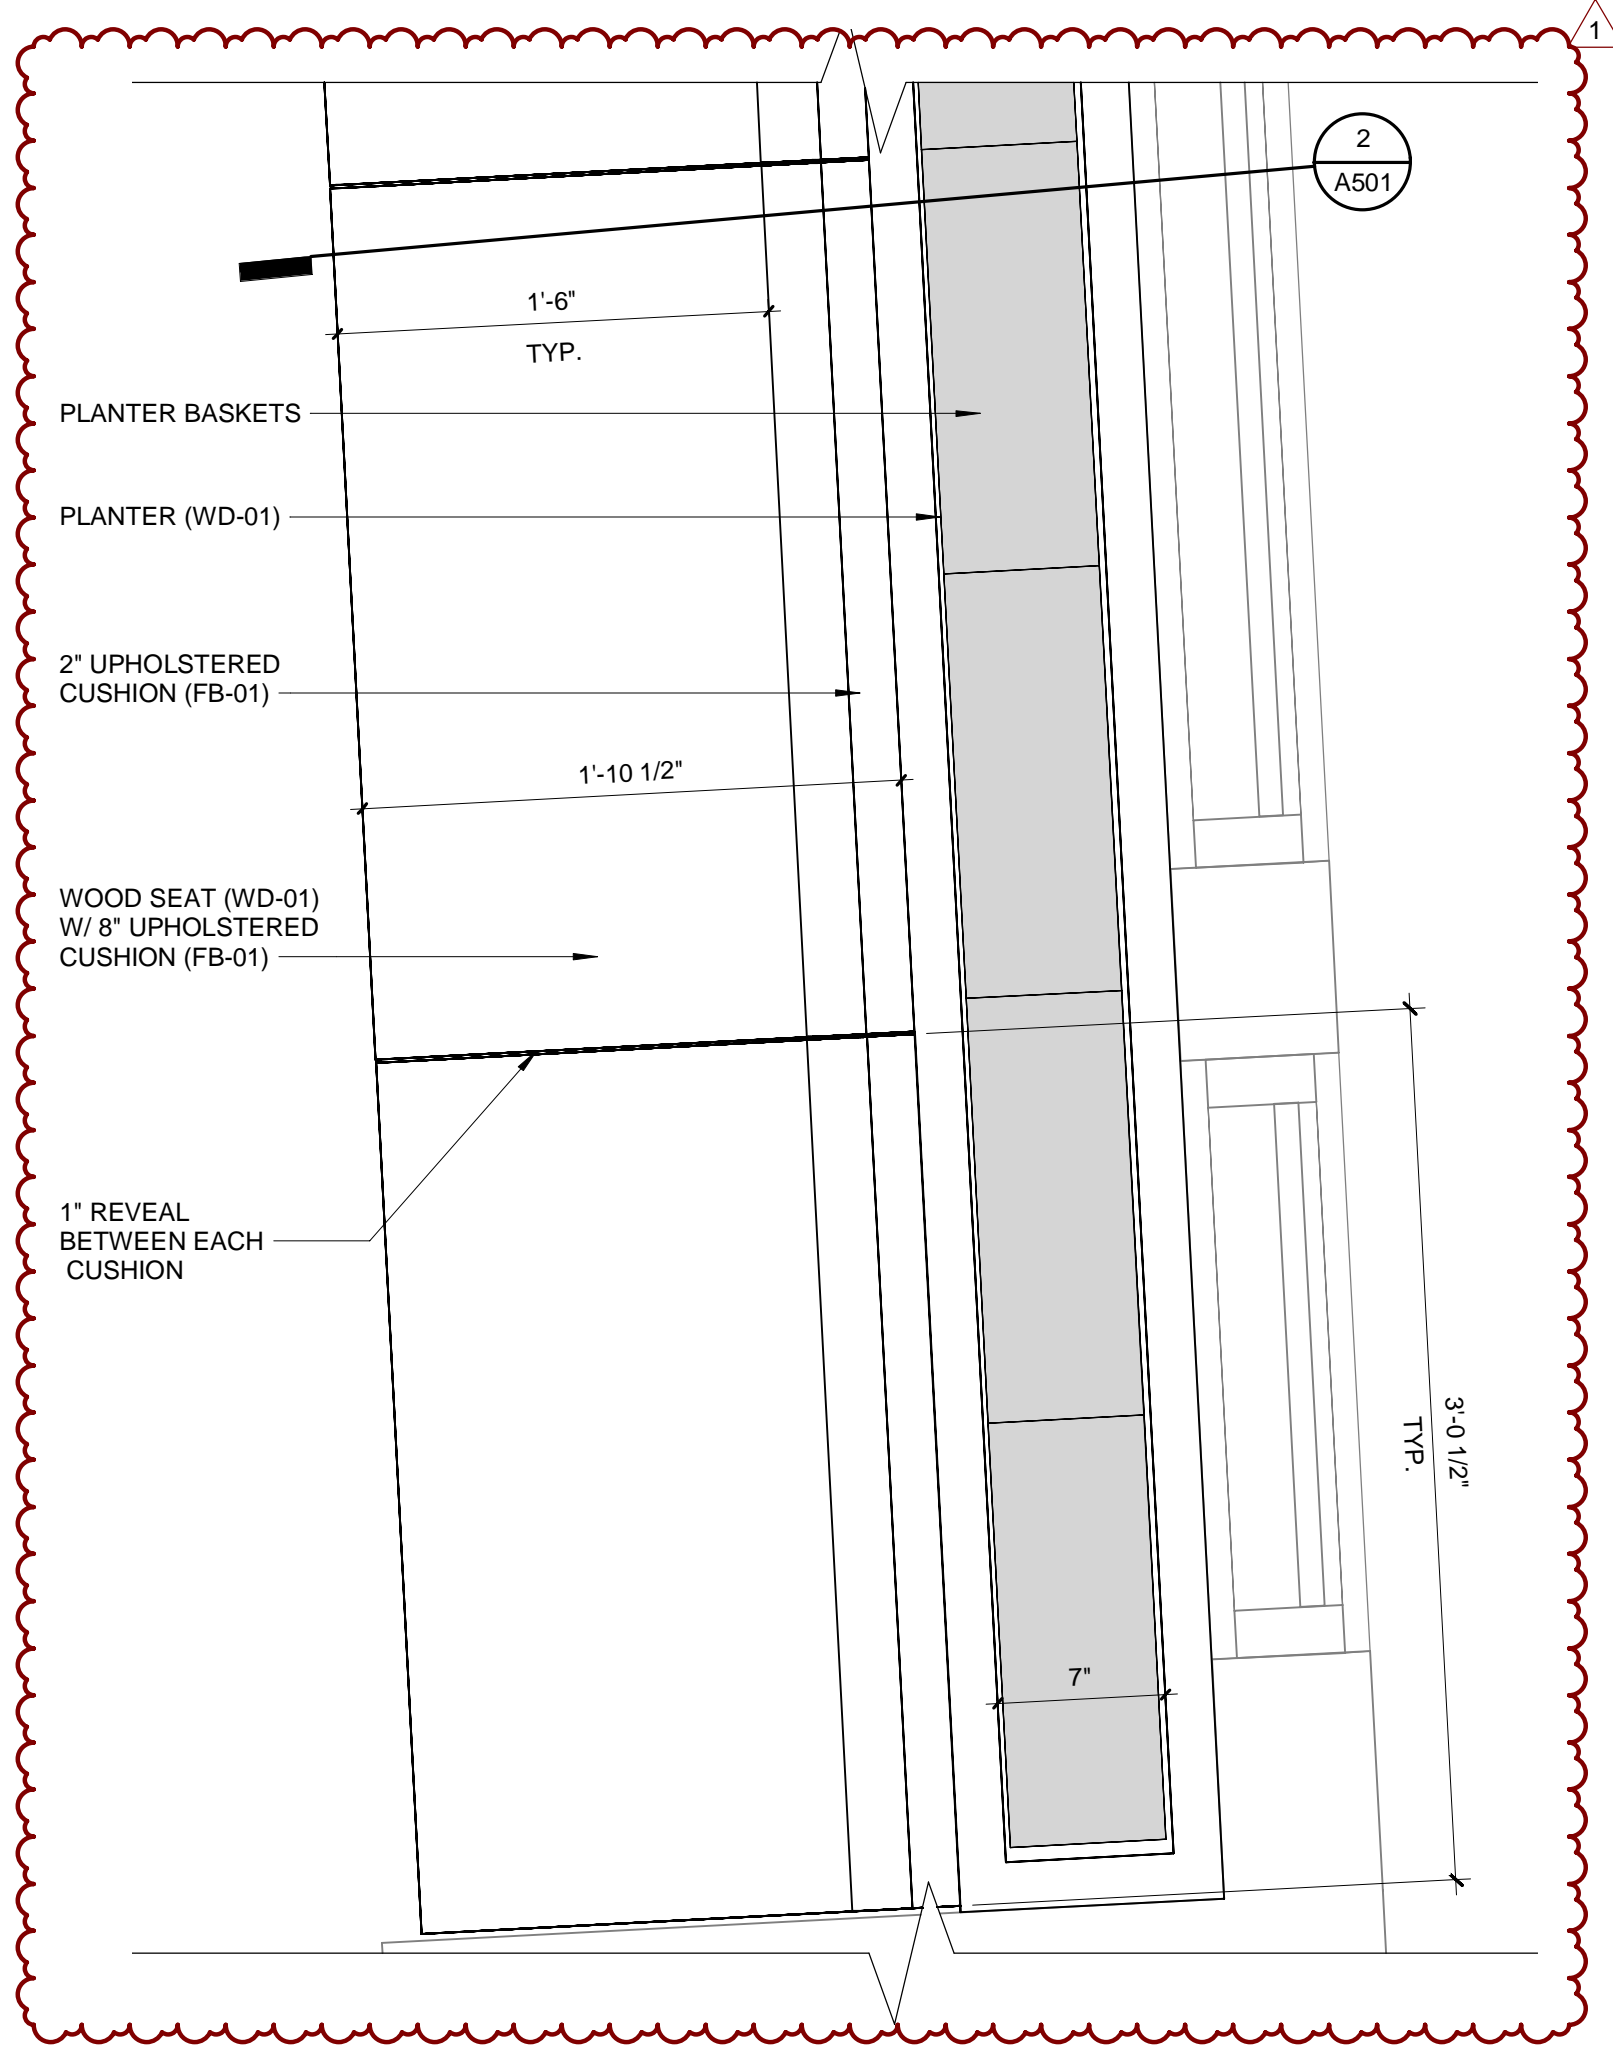 1
2
A501
1'-6"
TYP.
PLANTER BASKETS
PLANTER (WD-01)
2" UPHOLSTERED
CUSHION (FB-01)
1'-10 1/2"
WOOD SEAT (WD-01)
W/ 8" UPHOLSTERED
CUSHION (FB-01)
1" REVEAL
BETWEEN EACH
CUSHION
3'-0 1/2"
TYP.
7"